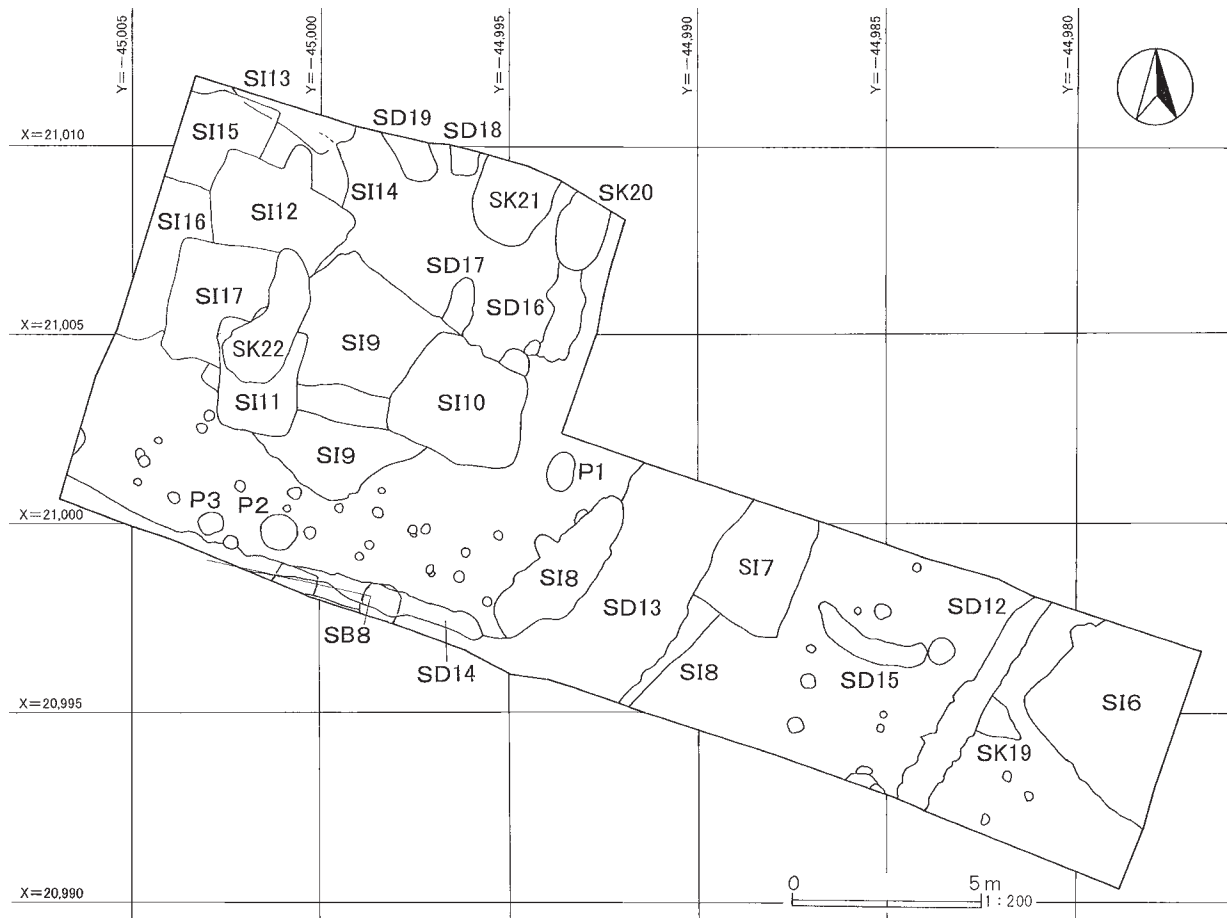 Y=−45,005
Y=−45,000
Y=−44,995
Y=−44,990
Y=−44,985
Y=−44,980
SI13
SD19
SD18
X=21,010
SI15
SI14
SK21
SK20
SI12
SI16
SD17
SD16
SI17
X=21,005
SK22
SI9
SI11
SI10
SI9
P1
P3
P2
X=21,000
SI8
SI7
SD13
SD12
SB8
SD14
SI8
SD15
SI6
X=20,995
SK19
0
5m
1:200
X=20,990